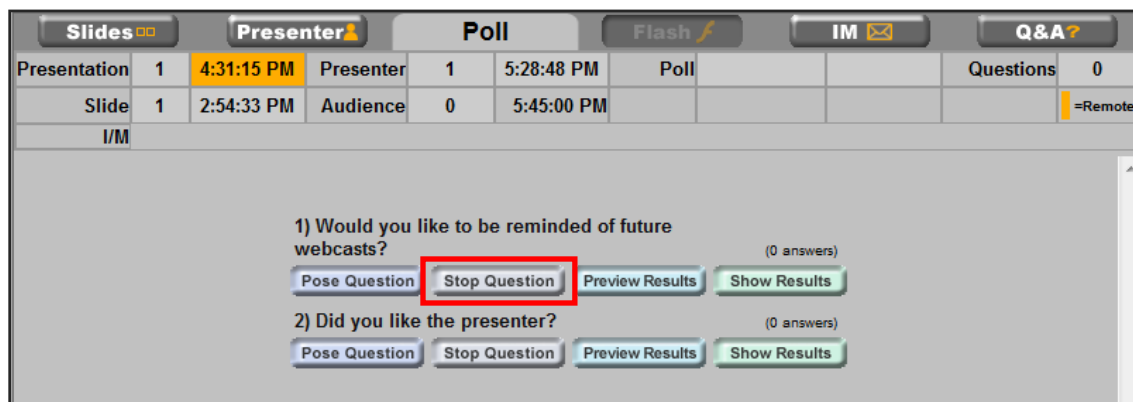 Slides Presenter Poll Flash IM Q&A?
Presentation 1 4:31:15 PM Presenter 1 5:28:48 PM Poll Questions 0
Slide 1 2:54:33 PM Audience 0 5:45:00 PM =Remote
I/M
1) Would you like to be reminded of future
webcasts? (0 answers)
Pose Question Stop Question Preview Results Show Results
2) Did you like the presenter? (0 answers)
Pose Question Stop Question Preview Results Show Results